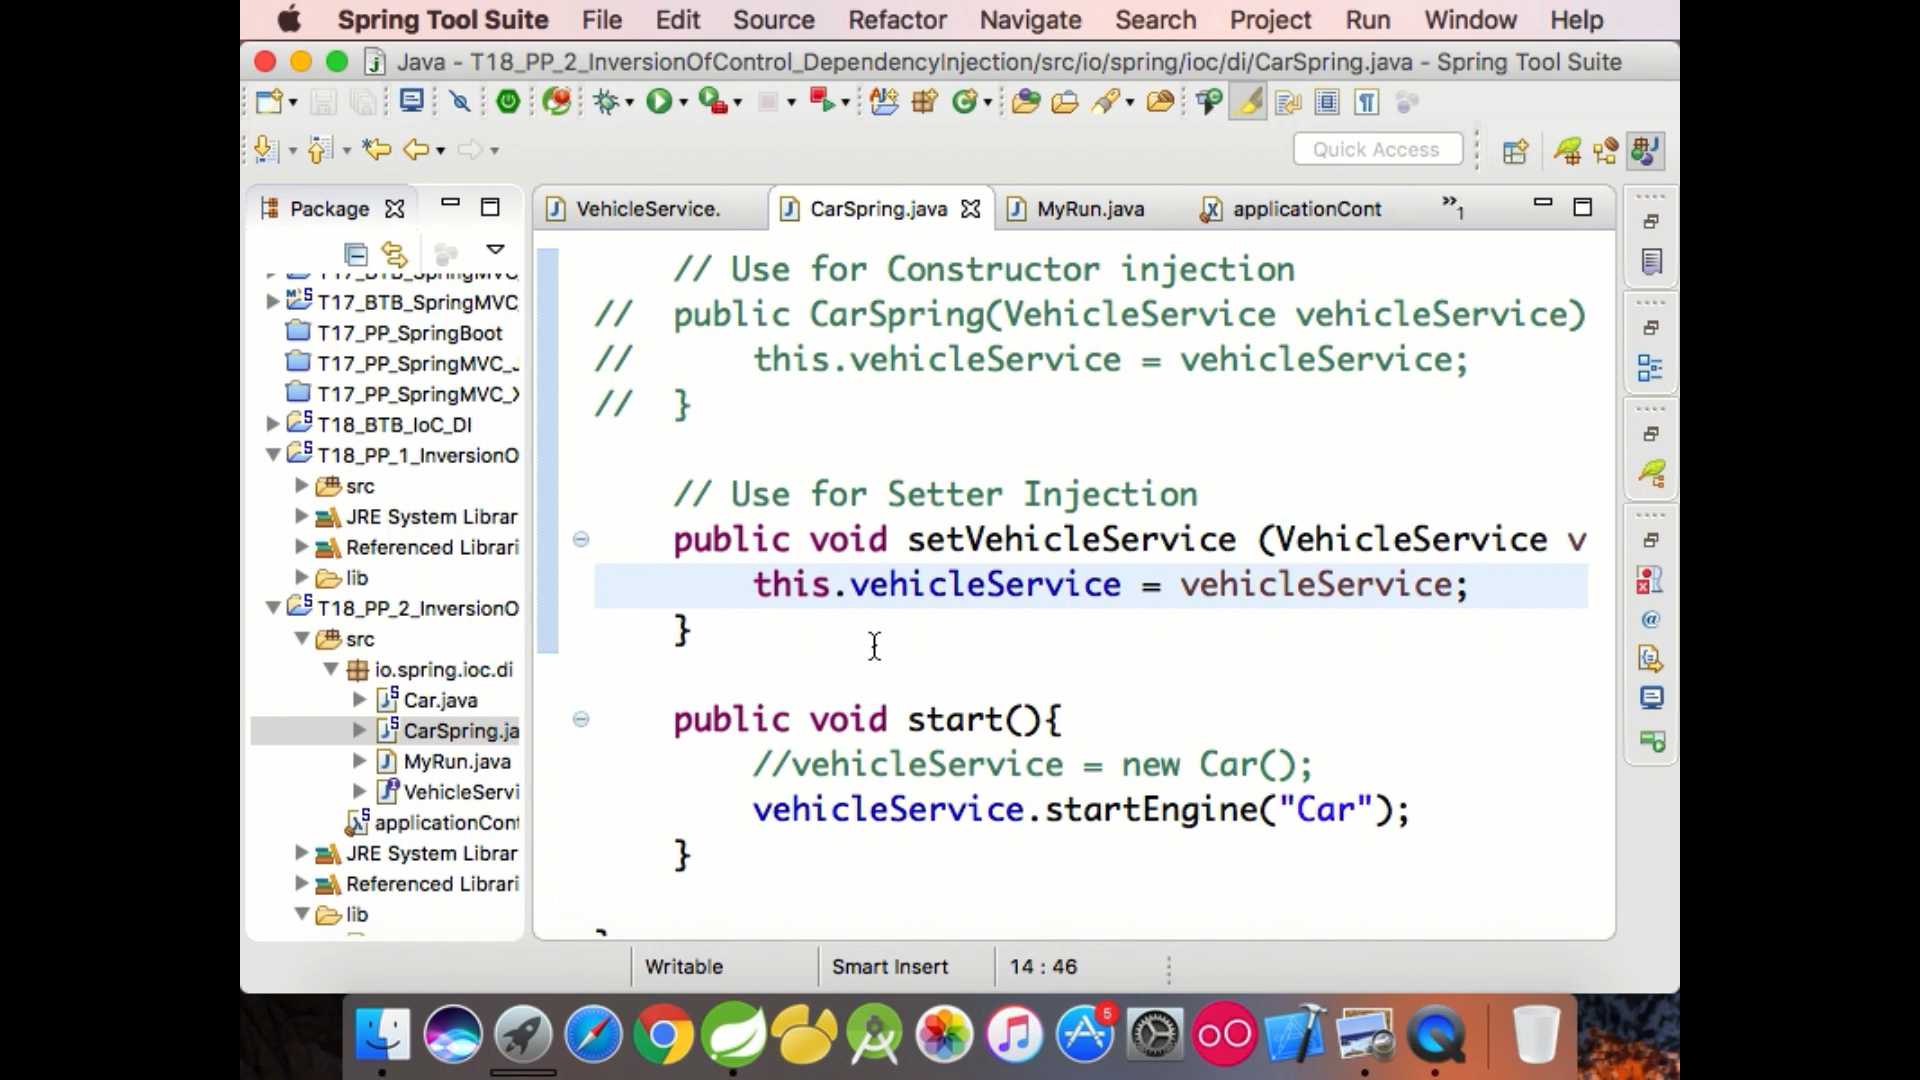 Spring Tool Suite File Edit Source Refactor Navigate Search Project Run Window Help
Java - T18_PP_2_InversionOfControl_DependencyInjection/src/io/spring/ioc/di/CarSpring.java - Spring Tool Suite
Quick Access
Package
VehicleService.
CarSpring.java
MyRun.java
applicationCont
»1
T17_BTB_SpringMVC
T17_BTB_SpringMVC
T17_PP_SpringBoot
T17_PP_SpringMVC_
T17_PP_SpringMVC_X
T18_BTB_IoC_DI
T18_PP_1_InversionO
src
JRE System Librar
Referenced Librari
lib
T18_PP_2_InversionO
src
io.spring.ioc.di
Car.java
CarSpring.ja
MyRun.java
VehicleServi
applicationCont
JRE System Librar
Referenced Librari
lib
// Use for Constructor injection
// public CarSpring(VehicleService vehicleService)
// this.vehicleService = vehicleService;
// }
// Use for Setter Injection
public void setVehicleService (VehicleService v
this.vehicleService = vehicleService;
}
public void start(){
//vehicleService = new Car();
vehicleService.startEngine("Car");
}
Writable
Smart Insert
14 : 46
5